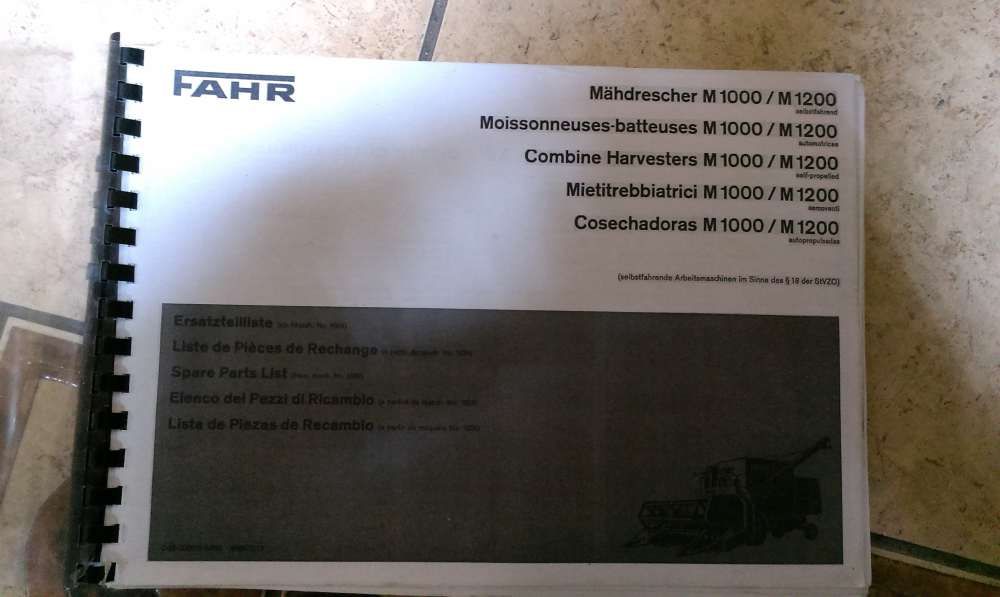 FAHR
Mähdrescher M 1000 / M 1200
selbstfahrend
Moissonneuses-batteuses M 1000 / M 1200
automotrices
Combine Harvesters M 1000 / M 1200
self-propelled
Mietitrebbiatrici M 1000 / M 1200
semoventi
Cosechadoras M 1000 / M 1200
autopropulsadas
(selbstfahrende Arbeitsmaschinen im Sinne des § 18 der StVZO)
Ersatzteilliste
Liste de Pièces de Rechange
Spare Parts List
Elenco dei Pezzi di Ricambio
Lista de Piezas de Recambio